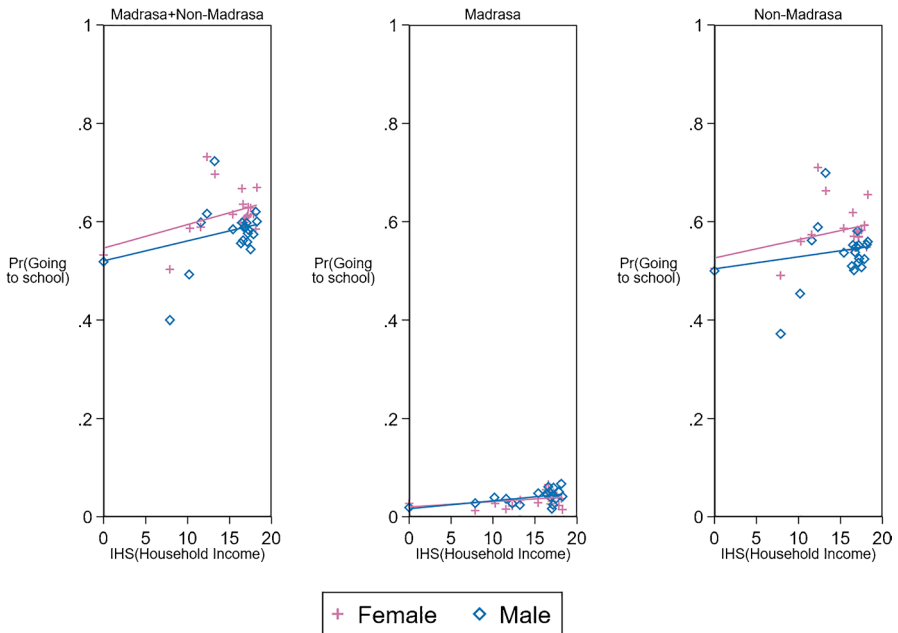 Madrasa+Non-Madrasa
1
.8
.6
.4
.2
0
Pr(Going
to school)
0 5 10 15 20
IHS(Household Income)
Madrasa
1
.8
.6
.4
.2
0
Pr(Going
to school)
0 5 10 15 20
IHS(Household Income)
Non-Madrasa
1
.8
.6
.4
.2
0
Pr(Going
to school)
0 5 10 15 20
IHS(Household Income)
Female Male